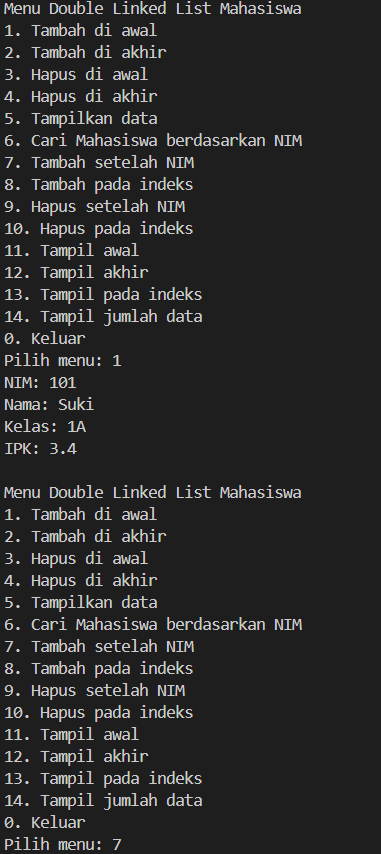 Menu Double Linked List Mahasiswa
1. Tambah di awal
2. Tambah di akhir
3. Hapus di awal
4. Hapus di akhir
5. Tampilkan data
6. Cari Mahasiswa berdasarkan NIM
7. Tambah setelah NIM
8. Tambah pada indeks
9. Hapus setelah NIM
10. Hapus pada indeks
11. Tampil awal
12. Tampil akhir
13. Tampil pada indeks
14. Tampil jumlah data
0. Keluar
Pilih menu: 1
NIM: 101
Nama: Suki
Kelas: 1A
IPK: 3.4

Menu Double Linked List Mahasiswa
1. Tambah di awal
2. Tambah di akhir
3. Hapus di awal
4. Hapus di akhir
5. Tampilkan data
6. Cari Mahasiswa berdasarkan NIM
7. Tambah setelah NIM
8. Tambah pada indeks
9. Hapus setelah NIM
10. Hapus pada indeks
11. Tampil awal
12. Tampil akhir
13. Tampil pada indeks
14. Tampil jumlah data
0. Keluar
Pilih menu: 7